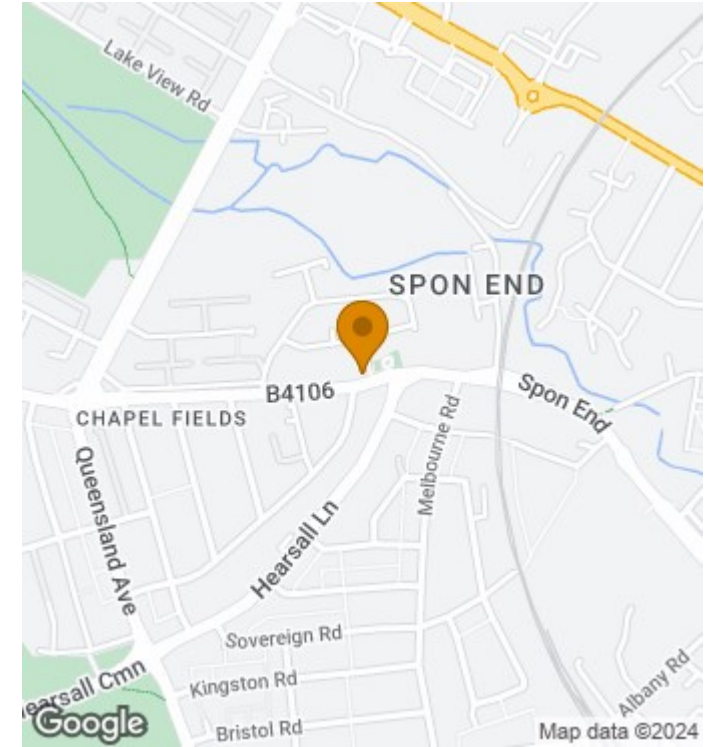 Lake View Rd
SPON END
B4106
CHAPEL FIELDS
Spon End
Melbourne Rd
Queensland Ave
Hearsall Ln
Sovereign Rd
Kingston Rd
Albany Rd
earsall Cmn
Bristol Rd
Google
Map data ©2024